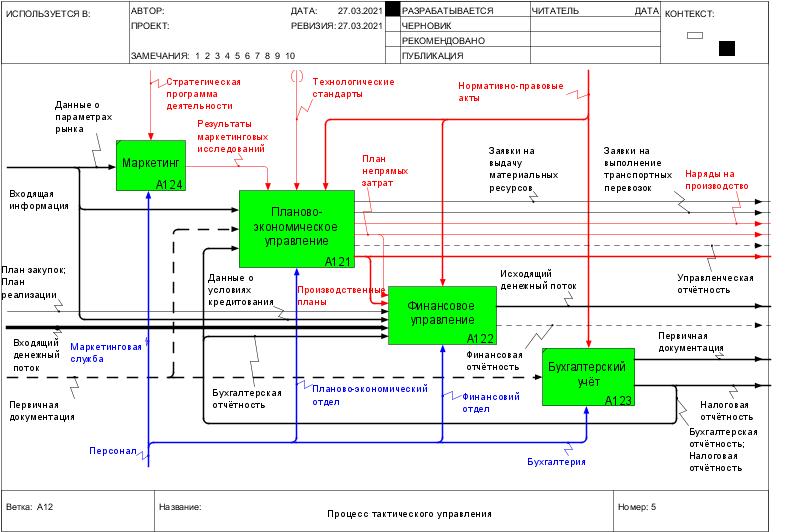 ИСПОЛЬЗУЕТСЯ В:
АВТОР:
ДАТА: 27.03.2021
РАЗРАБАТЫВАЕТСЯ
ЧИТАТЕЛЬ
ДАТА
КОНТЕКСТ:
ПРОЕКТ:
РЕВИЗИЯ: 27.03.2021
ЧЕРНОВИК
РЕКОМЕНДОВАНО
ЗАМЕЧАНИЯ: 1 2 3 4 5 6 7 8 9 10
ПУБЛИКАЦИЯ
Стратегическая
программа
деятельности
Технологические
стандарты
Нормативно-правовые
акты
Данные о
параметрах
рынка
Результаты
маркетинговых
исследований
Маркетинг
A124
План
непрямых
затрат
Заявки на
выдачу
материальных
ресурсов
Заявки на
выполнение
транспортных
перевозок
Наряды на
производство
Входящая
информация
Планово-
экономическое
управление
A121
План закупок;
План
реализации
Данные о
условиях
кредитования
Производственные
планы
Исходящий
денежный поток
Управленческая
отчётность
Финансовое
управление
A122
Входящий
денежный
поток
Маркетинговая
служба
Финансовая
отчётность
Первичная
документация
Бухгалтерский
учёт
A123
Первичная
документация
Бухгалтерская
отчётность
Планово-экономический
отдел
Финансовий
отдел
Налоговая
отчётность
Бухгалтерская
отчётность;
Налоговая
отчётность
Персонал
Бухгалтерия
Ветка: A12
Название:
Процесс тактического управления
Номер: 5